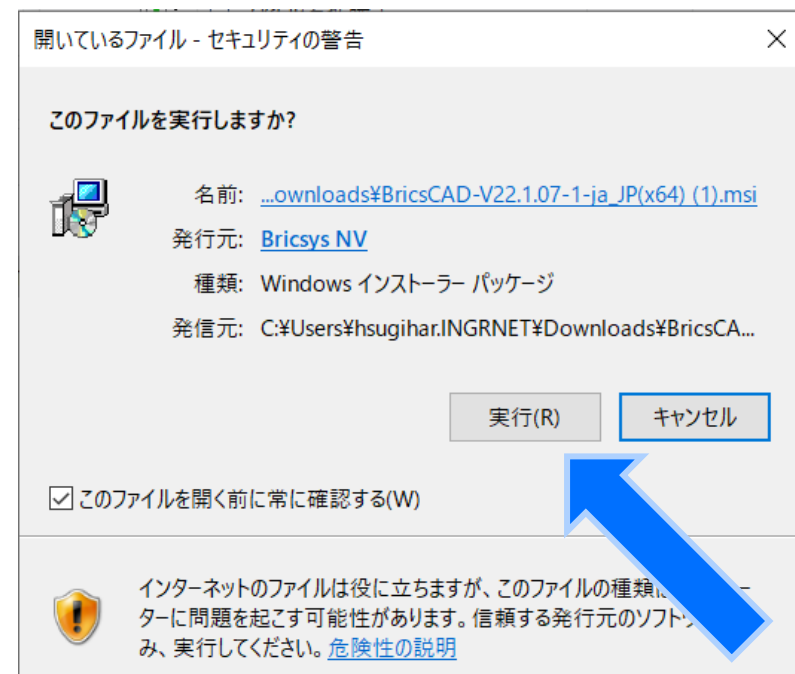 開いているファイル - セキュリティの警告
このファイルを実行しますか?
名前: ...ownloads¥BricsCAD-V22.1.07-1-ja_JP(x64) (1).msi
発行元: Bricsys NV
種類: Windows インストーラー パッケージ
発信元: C:¥Users¥hsugihar.INGRNET¥Downloads¥BricsCA...
実行(R) キャンセル
このファイルを開く前に常に確認する(W)
インターネットのファイルは役に立ちますが、このファイルの種類は
ターに問題を起こす可能性があります。信頼する発行元のソフト
み、実行してください。危険性の説明